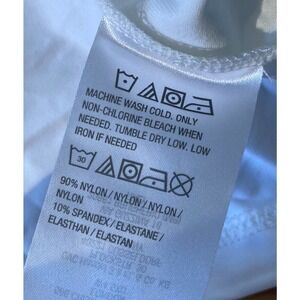 MACHINE WASH COLD. ONLY
NON-CHLORINE BLEACH WHEN
NEEDED. TUMBLE DRY LOW. LOW
IRON IF NEEDED
30
90% NYLON / NYLON / NYLON /
NYLON
10% SPANDEX / ELASTANE /
ELASTHAN / ELASTAN